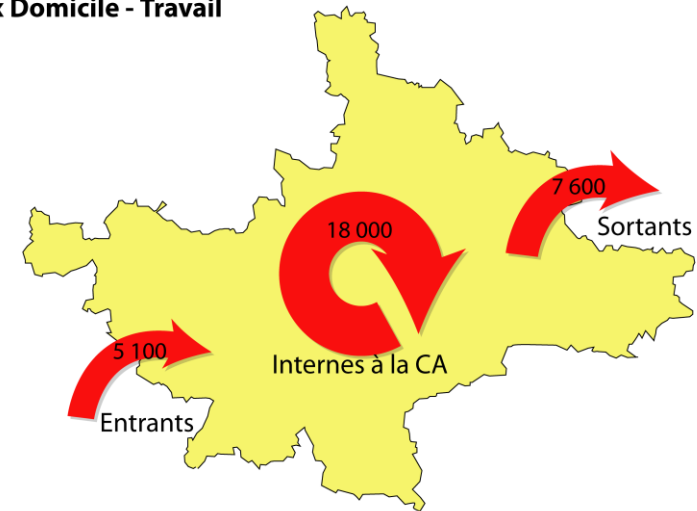 Domicile - Travail
7 600
Sortants
18 000
Internes à la CA
5 100
Entrants